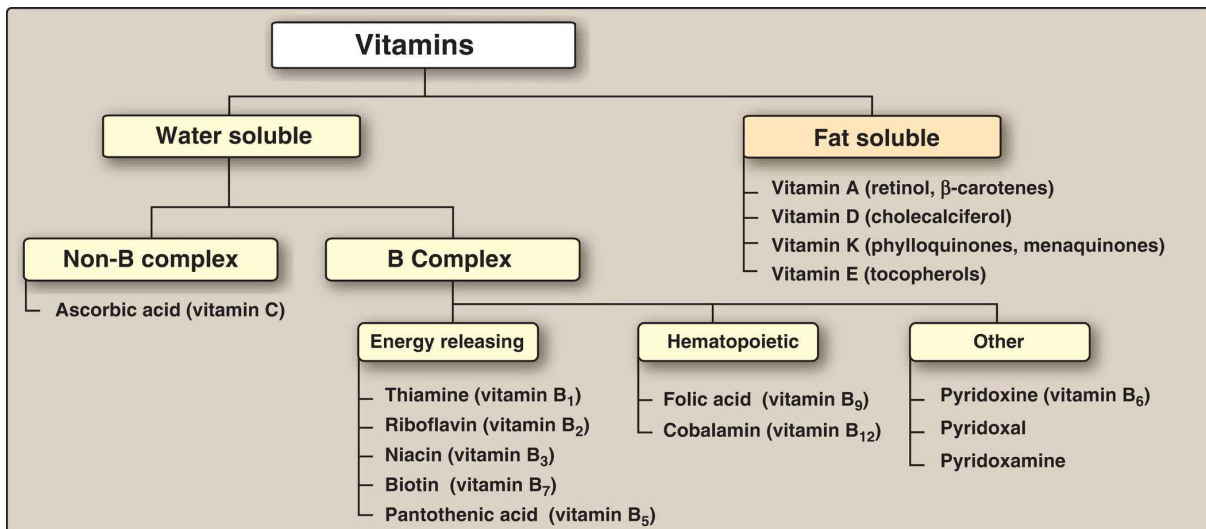 Vitamins
Water soluble
Fat soluble
Vitamin A (retinol, β-carotenes)
Vitamin D (cholecalciferol)
Vitamin K (phylloquinones, menaquinones)
Vitamin E (tocopherols)
Non-B complex
Ascorbic acid (vitamin C)
B Complex
Energy releasing
Thiamine (vitamin B₁)
Riboflavin (vitamin B₂)
Niacin (vitamin B₃)
Biotin (vitamin B₇)
Pantothenic acid (vitamin B₅)
Hematopoietic
Folic acid (vitamin B₉)
Cobalamin (vitamin B₁₂)
Other
Pyridoxine (vitamin B₆)
Pyridoxal
Pyridoxamine